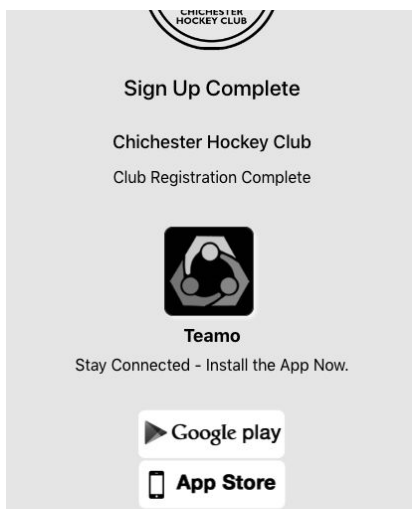 CHICHESTER
HOCKEY CLUB
Sign Up Complete
Chichester Hockey Club
Club Registration Complete
Teamo
Stay Connected - Install the App Now.
Google play
App Store